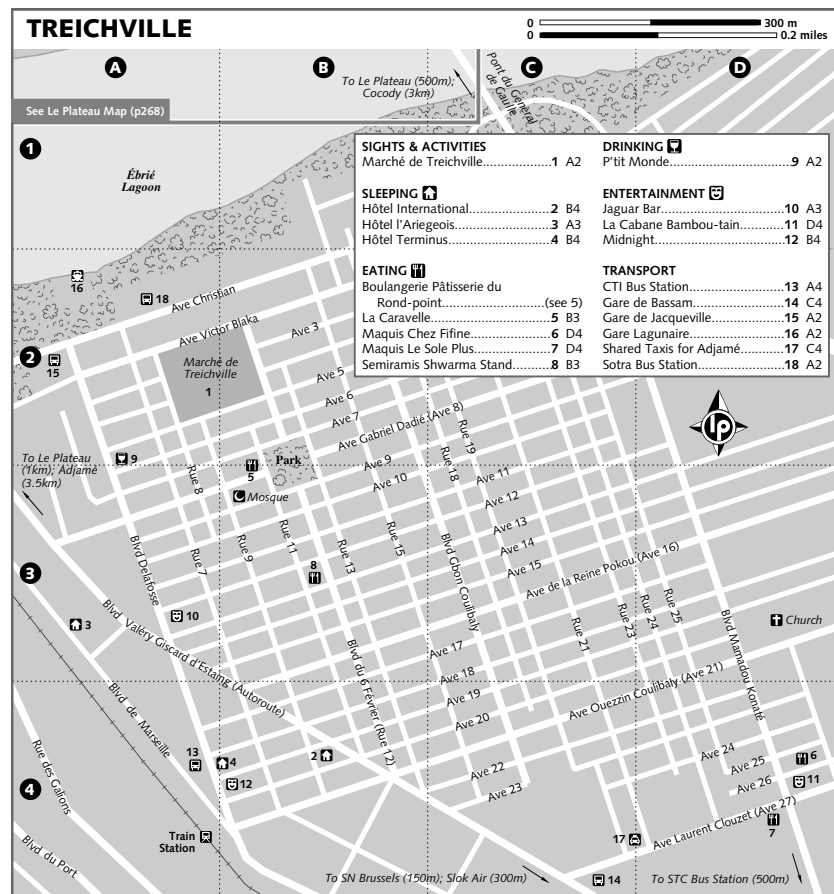 TREICHVILLE
0 300 m
0 0.2 miles
A
B
C
D
To Le Plateau (500m);
Cocody (3km)
Pont du Général
de Gaulle
See Le Plateau Map (p268)
1
Ébrié
Lagoon
SIGHTS & ACTIVITIES
Marché de Treichville...................1 A2
SLEEPING
Hôtel International.......................2 B4
Hôtel l'Ariegeois..........................3 A3
Hôtel Terminus............................4 B4
EATING
Boulangerie Pâtisserie du
Rond-point.......................(see 5)
La Caravelle.................................5 B3
Maquis Chez Fifine......................6 D4
Maquis Le Sole Plus.....................7 D4
Semiramis Shwarma Stand..........8 B3
DRINKING
P'tit Monde..................................9 A2
ENTERTAINMENT
Jaguar Bar..................................10 A3
La Cabane Bambou-tain............11 D4
Midnight....................................12 B4
TRANSPORT
CTI Bus Station..........................13 A4
Gare de Bassam.........................14 C4
Gare de Jacqueville....................15 A2
Gare Lagunaire..........................16 A2
Shared Taxis for Adjamé............17 C4
Sotra Bus Station.......................18 A2
16
18
Ave Christian
Ave Victor Blaka
Ave 3
2
15
Marché de
Treichville
1
Ave 5
Ave 6
Ave 7
Ave Gabriel Dadié (Ave 8)
Rue 19
Rue 18
lp
To Le Plateau
(1km); Adjamé
(3.5km)
9
Rue 8
5
Park
Mosque
Ave 9
Ave 10
Ave 11
Ave 12
Ave 13
Ave 14
Ave 15
Ave de la Reine Pokou (Ave 16)
3
Blvd Delafosse
Rue 7
Rue 9
Rue 11
8
Rue 13
Rue 15
Blvd Gbon Coulibaly
Rue 21
Rue 23
Rue 24
Rue 25
Blvd Mamadou Konaté
Church
3
10
Blvd Valéry Giscard d'Estaing (Autoroute)
Blvd de Marseille
Blvd du 6 Février (Rue 12)
Ave 17
Ave 18
Ave 19
Ave 20
Ave Ouezzin Coulibaly (Ave 21)
Rue des Galions
13
4
12
2
Ave 22
Ave 23
Ave 24
Ave 25
Ave 26
6
11
4
Blvd du Port
Train
Station
17
Ave Laurent Clouzet (Ave 27)
7
To SN Brussels (150m); Slok Air (300m)
14
To STC Bus Station (500m)